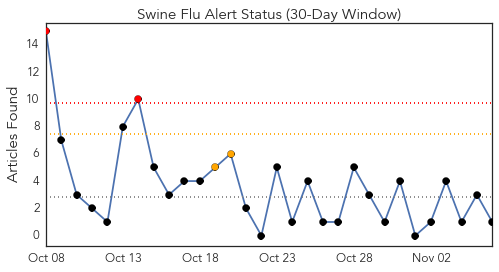 Swine Flu Alert Status (30-Day Window)
Articles Found
14
12
10
8
6
4
2
0
Oct 08 Oct 13 Oct 18 Oct 23 Oct 28 Nov 02